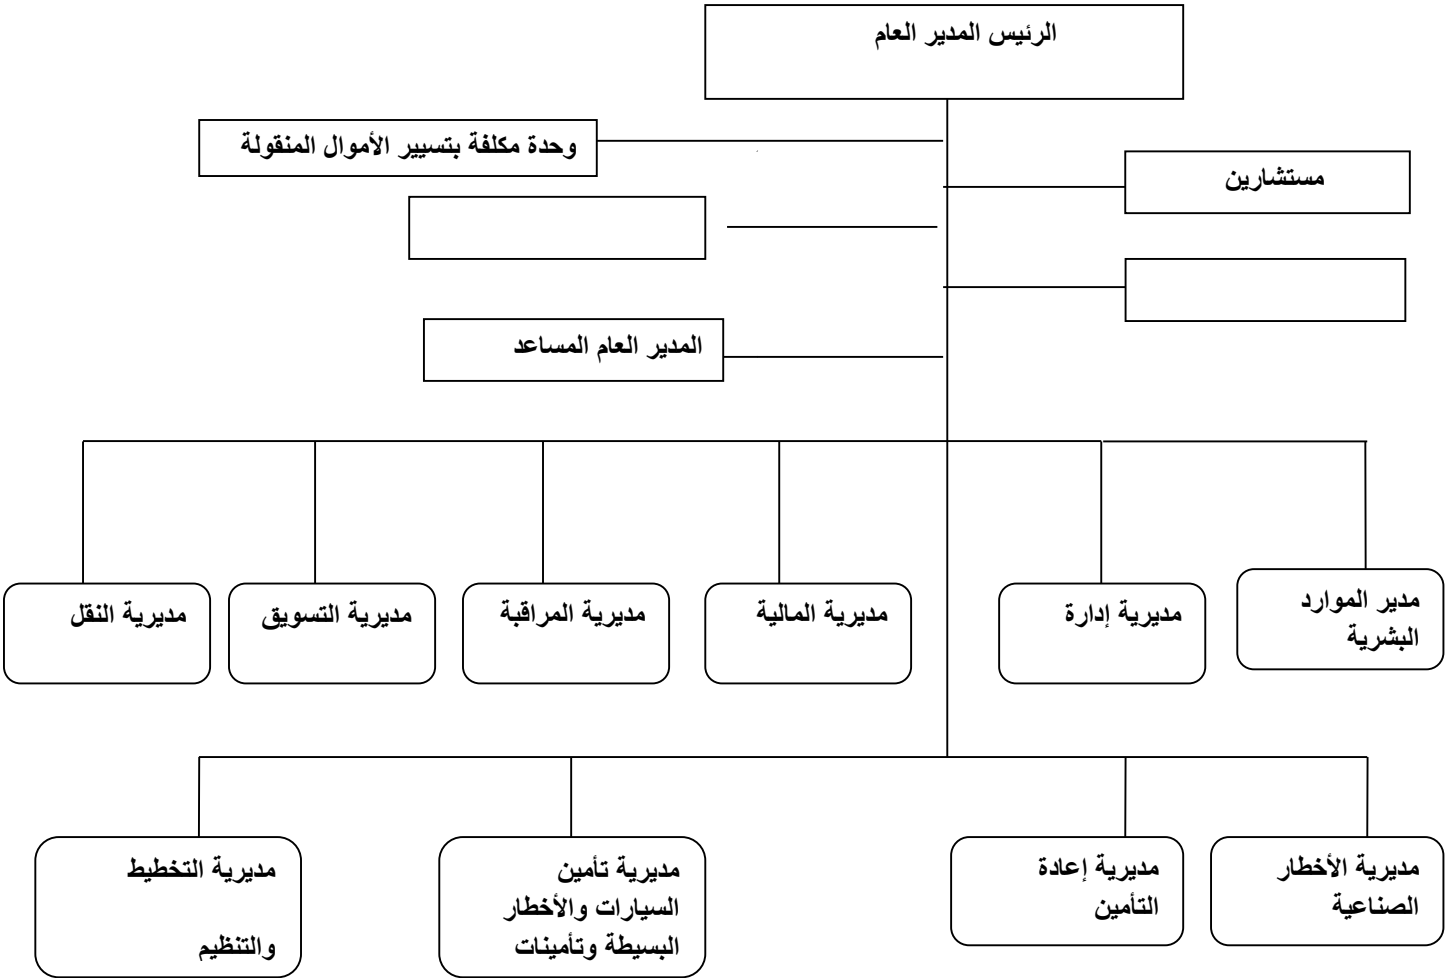 الرئيس المدير العام
وحدة مكلفة بتسيير الأموال المنقولة
مستشارين
المدير العام المساعد
مدير الموارد
البشرية
مديرية إدارة
مديرية المالية
مديرية المراقبة
مديرية التسويق
مديرية النقل
مديرية الأخطار
الصناعية
مديرية إعادة
التأمين
مديرية تأمين
السيارات والأخطار
البسيطة وتأمينات
مديرية التخطيط
والتنظيم